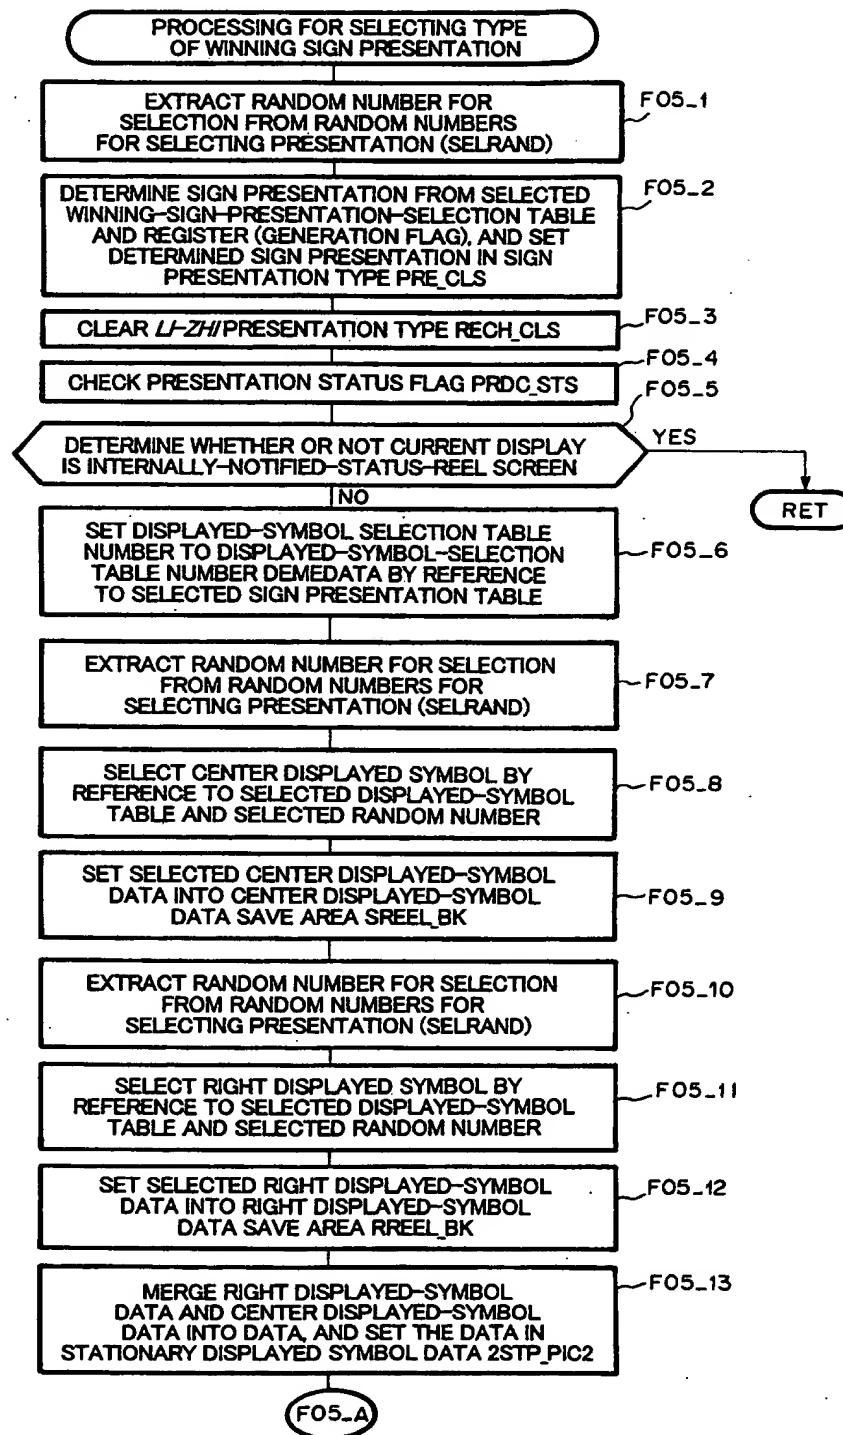 PROCESSING FOR SELECTING TYPE
OF WINNING SIGN PRESENTATION
EXTRACT RANDOM NUMBER FOR
SELECTION FROM RANDOM NUMBERS
FOR SELECTING PRESENTATION (SELRAND)
F05_1
DETERMINE SIGN PRESENTATION FROM SELECTED
WINNING-SIGN-PRESENTATION-SELECTION TABLE
AND REGISTER (GENERATION FLAG), AND SET
DETERMINED SIGN PRESENTATION IN SIGN
PRESENTATION TYPE PRE_CLS
F05_2
CLEAR LI-ZHI PRESENTATION TYPE RECH_CLS
F05_3
CHECK PRESENTATION STATUS FLAG PRDC_STS
F05_4
DETERMINE WHETHER OR NOT CURRENT DISPLAY
IS INTERNALLY-NOTIFIED-STATUS-REEL SCREEN
F05_5
YES
RET
NO
SET DISPLAYED-SYMBOL SELECTION TABLE
NUMBER TO DISPLAYED-SYMBOL-SELECTION
TABLE NUMBER DEMEDATA BY REFERENCE
TO SELECTED SIGN PRESENTATION TABLE
F05_6
EXTRACT RANDOM NUMBER FOR SELECTION
FROM RANDOM NUMBERS FOR
SELECTING PRESENTATION (SELRAND)
F05_7
SELECT CENTER DISPLAYED SYMBOL BY
REFERENCE TO SELECTED DISPLAYED-SYMBOL
TABLE AND SELECTED RANDOM NUMBER
F05_8
SET SELECTED CENTER DISPLAYED-SYMBOL
DATA INTO CENTER DISPLAYED-SYMBOL
DATA SAVE AREA SREEL_BK
F05_9
EXTRACT RANDOM NUMBER FOR SELECTION
FROM RANDOM NUMBERS FOR
SELECTING PRESENTATION (SELRAND)
F05_10
SELECT RIGHT DISPLAYED SYMBOL BY
REFERENCE TO SELECTED DISPLAYED-SYMBOL
TABLE AND SELECTED RANDOM NUMBER
F05_11
SET SELECTED RIGHT DISPLAYED-SYMBOL
DATA INTO RIGHT DISPLAYED-SYMBOL
DATA SAVE AREA RREEL_BK
F05_12
MERGE RIGHT DISPLAYED-SYMBOL
DATA AND CENTER DISPLAYED-SYMBOL
DATA INTO DATA, AND SET THE DATA IN
STATIONARY DISPLAYED SYMBOL DATA 2STP_PIC2
F05_13
F05_A